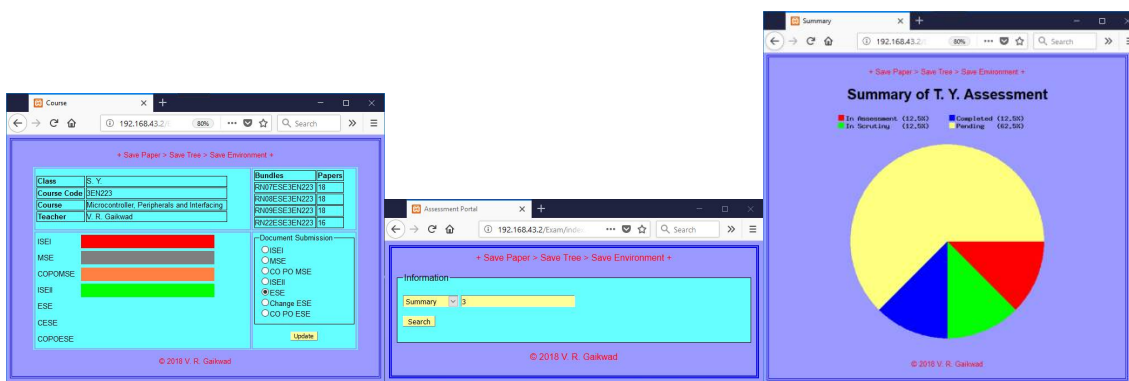 Course
192.168.43.2/
80%
Search
+ Save Paper > Save Tree > Save Environment +
Class S. Y.
Course Code 3EN223
Course Microcontroller, Peripherals and Interfacing
Teacher V. R. Gaikwad
Bundles Papers
RN07ESE3EN223 18
RN08ESE3EN223 18
RN09ESE3EN223 18
RN22ESE3EN223 16
ISEI
MSE
COPOMSE
ISEII
ESE
CESE
COPOESE
Document Submission
ISEI
MSE
CO PO MSE
ISEII
ESE
Change ESE
CO PO ESE
Update
© 2018 V. R. Gaikwad
Assessment Portal
192.168.43.2/Exam/index
Search
+ Save Paper > Save Tree > Save Environment +
Information
Summary 3
Search
© 2018 V. R. Gaikwad
Summary
192.168.43.2/
80%
Search
+ Save Paper > Save Tree > Save Environment +
Summary of T. Y. Assessment
In Assessment (12.5%) Completed (12.5%)
In Scrutiny (12.5%) Pending (62.5%)
© 2018 V. R. Gaikwad